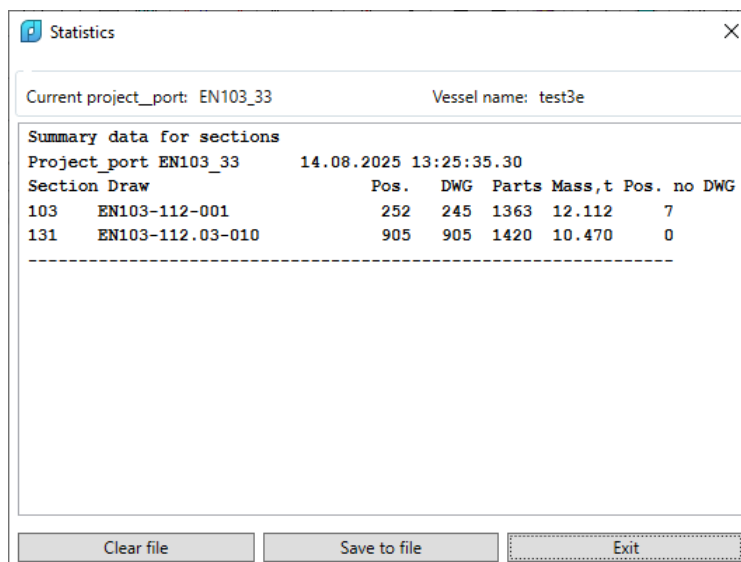 Statistics
Current project_port: EN103_33 Vessel name: test3e
Summary data for sections
Project_port EN103_33 14.08.2025 13:25:35.30
Section Draw Pos. DWG Parts Mass,t Pos. no DWG
103 EN103-112-001 252 245 1363 12.112 7
131 EN103-112.03-010 905 905 1420 10.470 0
----------------------------------------------------------------
Clear file Save to file Exit